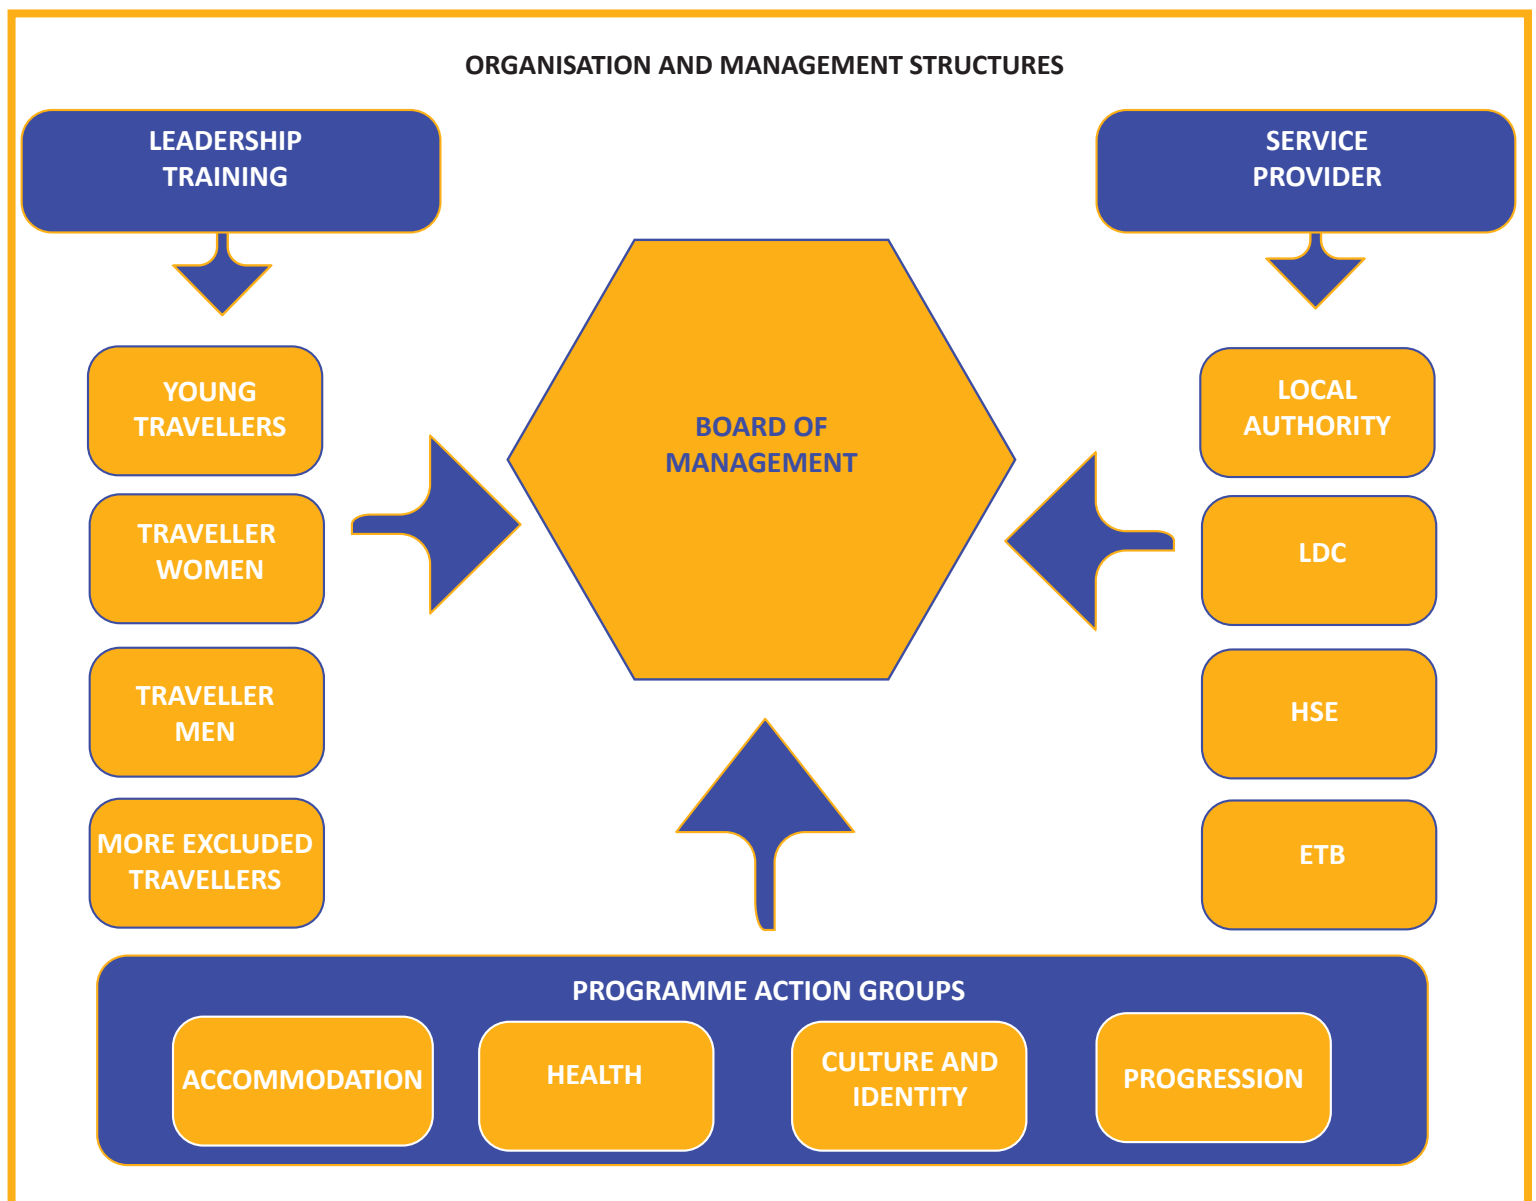 ORGANISATION AND MANAGEMENT STRUCTURES
LEADERSHIP
TRAINING
YOUNG
TRAVELLERS
TRAVELLER
WOMEN
TRAVELLER
MEN
MORE EXCLUDED
TRAVELLERS
BOARD OF
MANAGEMENT
SERVICE
PROVIDER
LOCAL
AUTHORITY
LDC
HSE
ETB
PROGRAMME ACTION GROUPS
ACCOMMODATION
HEALTH
CULTURE AND
IDENTITY
PROGRESSION